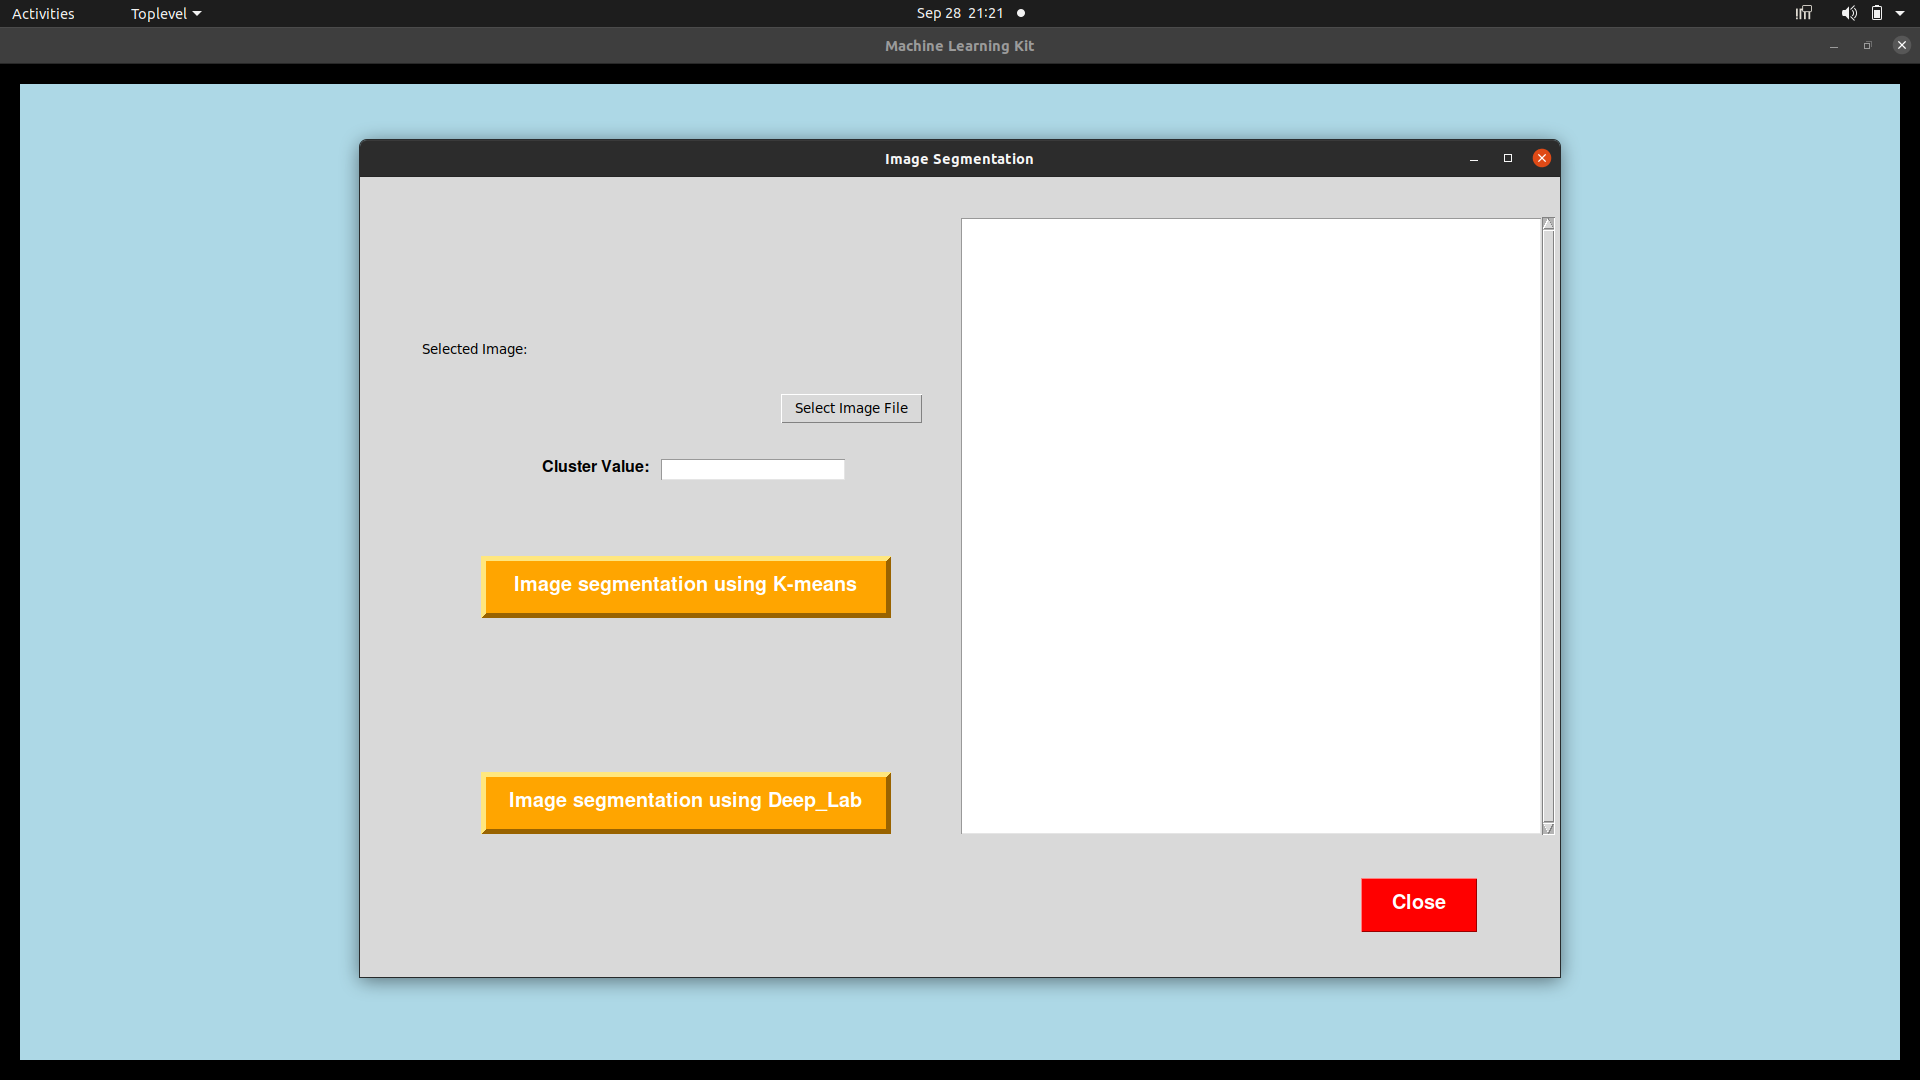 Activities
Toplevel
Sep 28 21:21
Machine Learning Kit
Image Segmentation
Selected Image:
Select Image File
Cluster Value:
Image segmentation using K-means
Image segmentation using Deep_Lab
Close